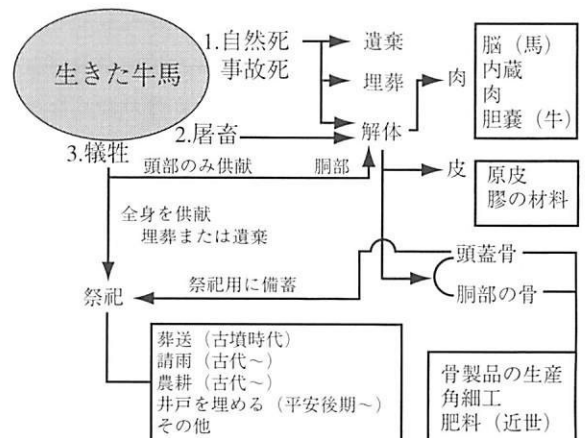 生きた牛馬
1.自然死
事故死
遺棄
埋葬
解体
2.屠畜
3.犠牲
頭部のみ供献
胴部
全身を供献
埋葬または遺棄
祭祀
祭祀用に備蓄
肉
脳（馬）
内蔵
肉
胆嚢（牛）
皮
原皮
膠の材料
頭蓋骨
胴部の骨
葬送（古墳時代）
請雨（古代～）
農耕（古代～）
井戸を埋める（平安後期～）
その他
骨製品の生産
角細工
肥料（近世）